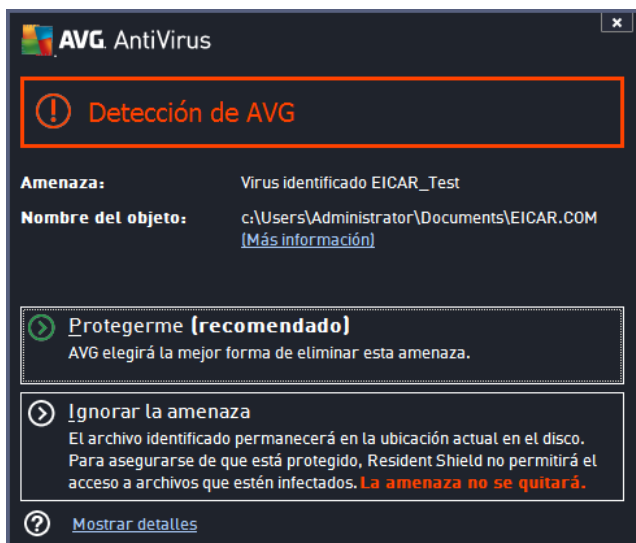 AVG. AntiVirus
Detección de AVG
Amenaza: Virus identificado EICAR_Test
Nombre del objeto: c:\Users\Administrator\Documents\EICAR.COM
(Más información)
Protegerme (recomendado)
AVG elegirá la mejor forma de eliminar esta amenaza.
Ignorar la amenaza
El archivo identificado permanecerá en la ubicación actual en el disco.
Para asegurarse de que está protegido, Resident Shield no permitirá el
acceso a archivos que estén infectados. La amenaza no se quitará.
Mostrar detalles